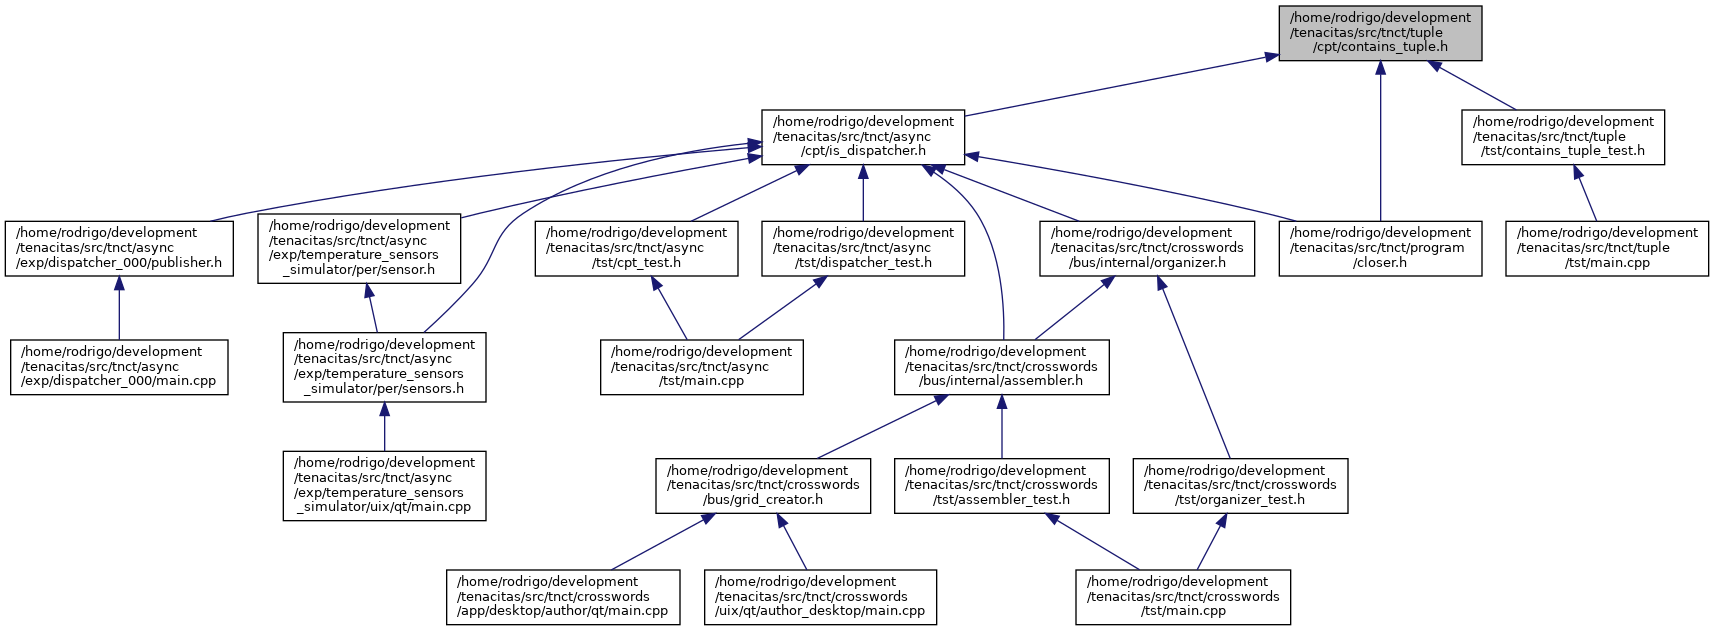 /home/rodrigo/development
/tenacitas/src/tnct/tuple
/cpt/contains_tuple.h
/home/rodrigo/development
/tenacitas/src/tnct/async
/cpt/is_dispatcher.h
/home/rodrigo/development
/tenacitas/src/tnct/tuple
/tst/contains_tuple_test.h
/home/rodrigo/development
/tenacitas/src/tnct/async
/exp/dispatcher_000/publisher.h
/home/rodrigo/development
/tenacitas/src/tnct/async
/exp/temperature_sensors
_simulator/per/sensor.h
/home/rodrigo/development
/tenacitas/src/tnct/async
/tst/cpt_test.h
/home/rodrigo/development
/tenacitas/src/tnct/async
/tst/dispatcher_test.h
/home/rodrigo/development
/tenacitas/src/tnct/crosswords
/bus/internal/organizer.h
/home/rodrigo/development
/tenacitas/src/tnct/program
/closer.h
/home/rodrigo/development
/tenacitas/src/tnct/tuple
/tst/main.cpp
/home/rodrigo/development
/tenacitas/src/tnct/async
/exp/dispatcher_000/main.cpp
/home/rodrigo/development
/tenacitas/src/tnct/async
/exp/temperature_sensors
_simulator/per/sensors.h
/home/rodrigo/development
/tenacitas/src/tnct/async
/tst/main.cpp
/home/rodrigo/development
/tenacitas/src/tnct/crosswords
/bus/internal/assembler.h
/home/rodrigo/development
/tenacitas/src/tnct/async
/exp/temperature_sensors
_simulator/uix/qt/main.cpp
/home/rodrigo/development
/tenacitas/src/tnct/crosswords
/bus/grid_creator.h
/home/rodrigo/development
/tenacitas/src/tnct/crosswords
/tst/assembler_test.h
/home/rodrigo/development
/tenacitas/src/tnct/crosswords
/tst/organizer_test.h
/home/rodrigo/development
/tenacitas/src/tnct/crosswords
/app/desktop/author/qt/main.cpp
/home/rodrigo/development
/tenacitas/src/tnct/crosswords
/uix/qt/author_desktop/main.cpp
/home/rodrigo/development
/tenacitas/src/tnct/crosswords
/tst/main.cpp